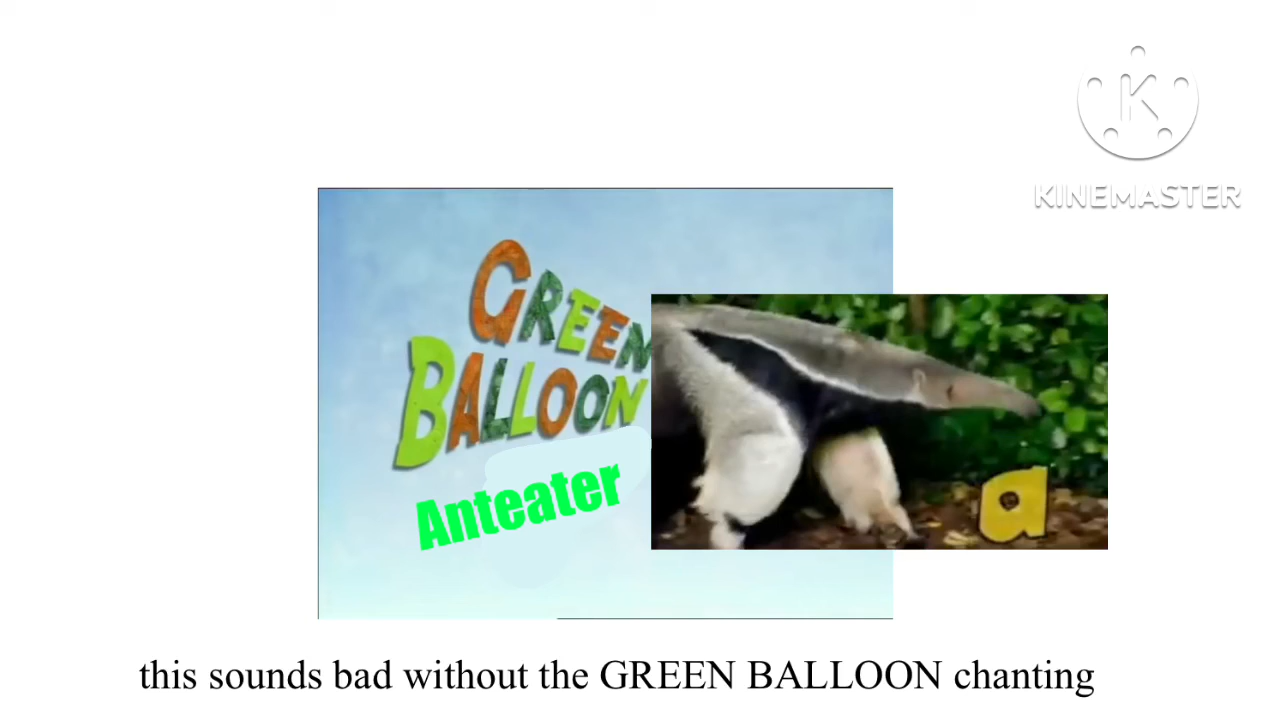 K
KINEMASTER
GREEN
BALLOON
Anteater
a
this sounds bad without the GREEN BALLOON chanting